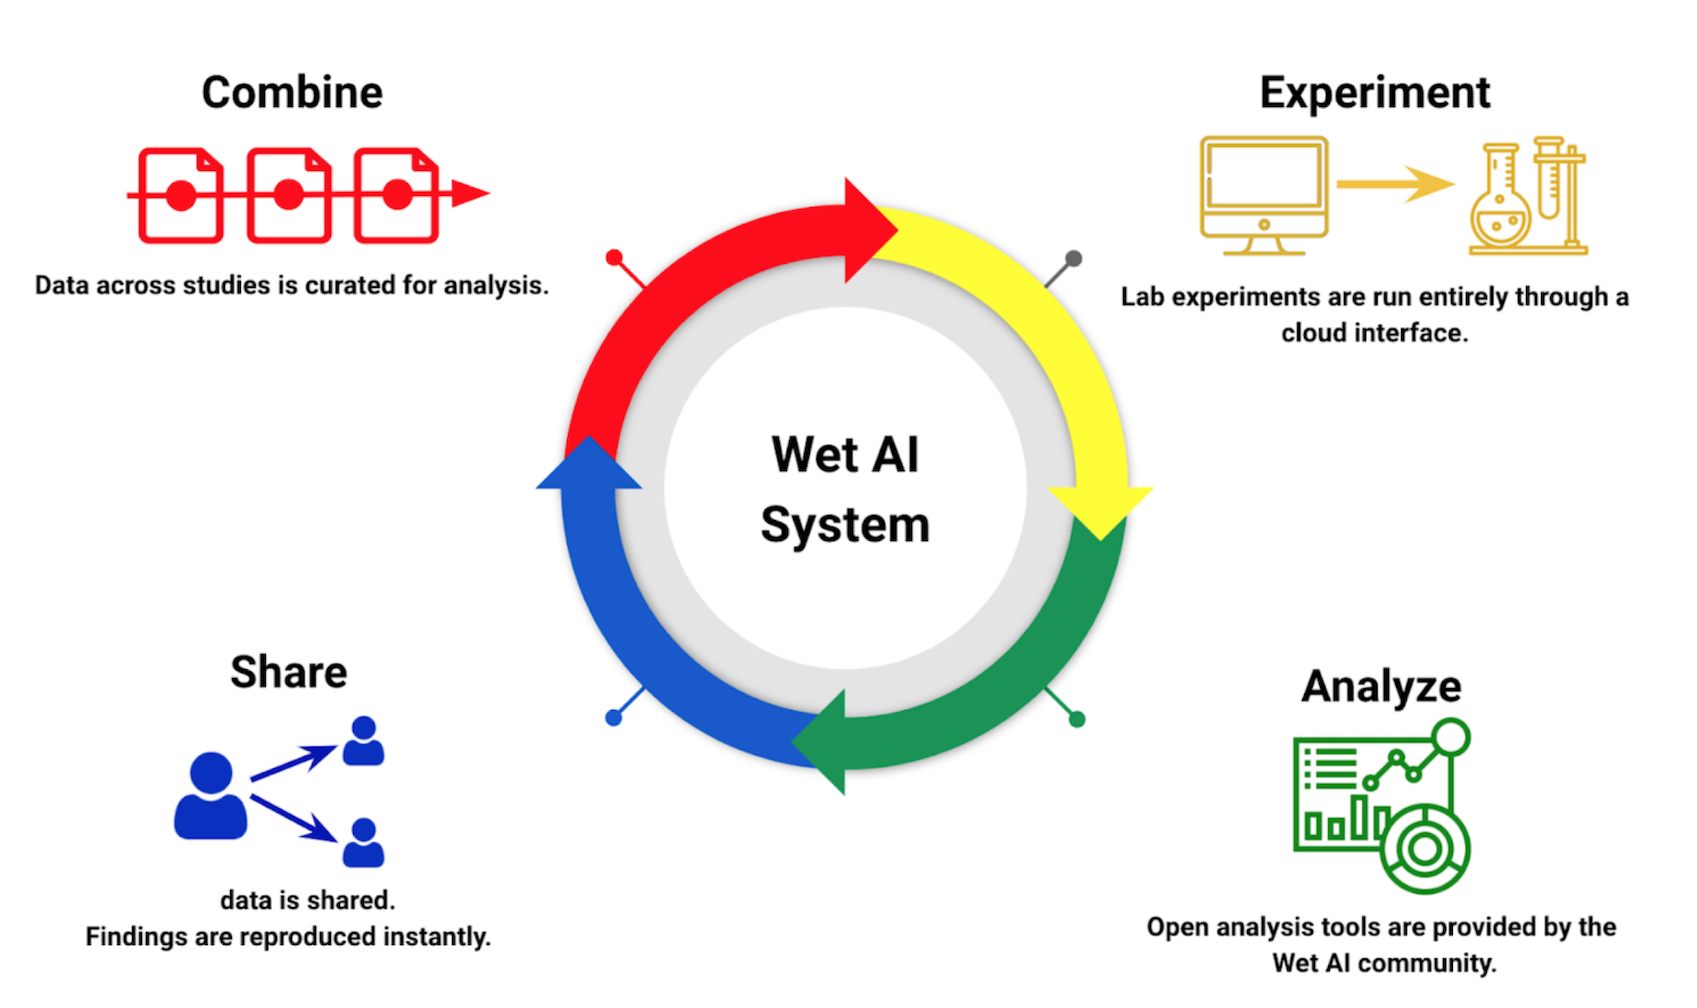 Combine
Data across studies is curated for analysis.
Experiment
Lab experiments are run entirely through a
cloud interface.
Wet AI
System
Share
data is shared.
Findings are reproduced instantly.
Analyze
Open analysis tools are provided by the
Wet AI community.